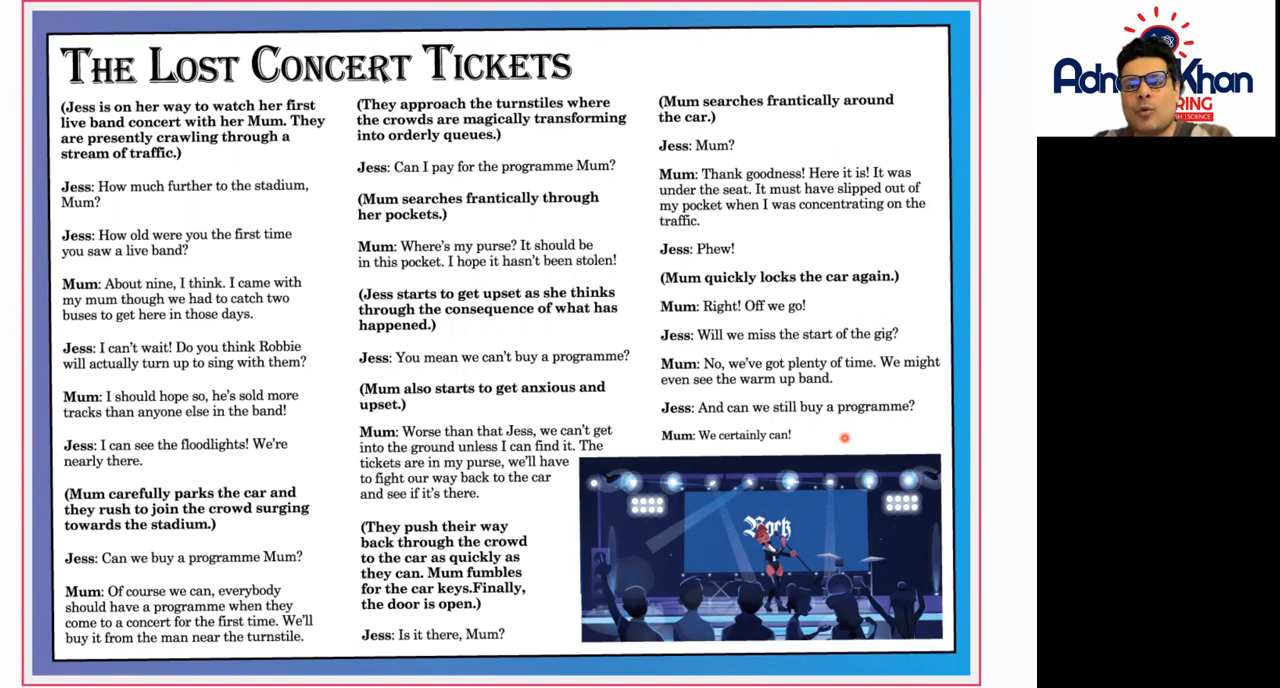 THE LOST CONCERT TICKETS
(Jess is on her way to watch her first
live band concert with her Mum. They
are presently crawling through a
stream of traffic.)
Jess: How much further to the stadium,
Mum?
Jess: How old were you the first time
you saw a live band?
Mum: About nine, I think. I came with
my mum though we had to catch two
buses to get here in those days.
Jess: I can't wait! Do you think Robbie
will actually turn up to sing with them?
Mum: I should hope so, he's sold more
tracks than anyone else in the band!
Jess: I can see the floodlights! We're
nearly there.
(Mum carefully parks the car and
they rush to join the crowd surging
towards the stadium.)
Jess: Can we buy a programme Mum?
Mum: Of course we can, everybody
should have a programme when they
come to a concert for the first time. We'll
buy it from the man near the turnstile.
(They approach the turnstiles where
the crowds are magically transforming
into orderly queues.)
Jess: Can I pay for the programme Mum?
(Mum searches frantically through
her pockets.)
Mum: Where's my purse? It should be
in this pocket. I hope it hasn't been stolen!
(Jess starts to get upset as she thinks
through the consequence of what has
happened.)
Jess: You mean we can't buy a programme?
(Mum also starts to get anxious and
upset.)
Mum: Worse than that Jess, we can't get
into the ground unless I can find it. The
tickets are in my purse, we'll have
to fight our way back to the car
and see if it's there.
(They push their way
back through the crowd
to the car as quickly as
they can. Mum fumbles
for the car keys.Finally,
the door is open.)
Jess: Is it there, Mum?
(Mum searches frantically around
the car.)
Jess: Mum?
Mum: Thank goodness! Here it is! It was
under the seat. It must have slipped out of
my pocket when I was concentrating on the
traffic.
Jess: Phew!
(Mum quickly locks the car again.)
Mum: Right! Off we go!
Jess: Will we miss the start of the gig?
Mum: No, we've got plenty of time. We might
even see the warm up band.
Jess: And can we still buy a programme?
Mum: We certainly can!
Rock
Khan